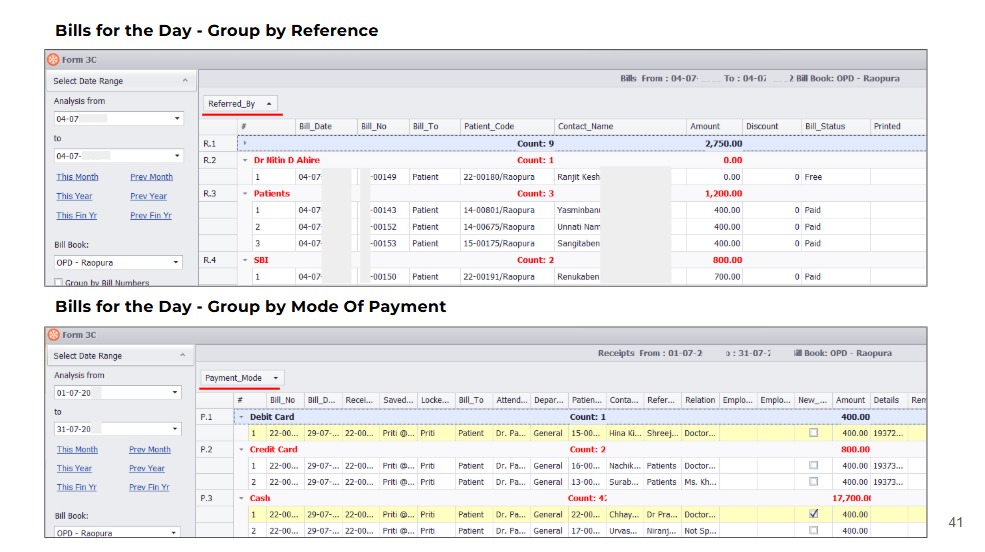 Bills for the Day - Group by Reference
Form 3C
Select Date Range
Bills From : 04-07- To : 04-07 2 Bill Book: OPD - Raopura
Analysis from
04-07
to
04-07-
This Month Prev Month
This Year Prev Year
This Fin Yr Prev Fin Yr
Bill Book:
OPD - Raopura
Group by Bill Numbers
Referred_By
# Bill_Date Bill_No Bill_To Patient_Code Contact_Name Amount Discount Bill_Status Printed
R.1 Count: 9 2,750.00
R.2 Dr Nitin D Ahire Count: 1 0.00
1 04-07 -00149 Patient 22-00180/Raopura Ranjit Kesh 0.00 0 Free
R.3 Patients Count: 3 1,200.00
1 04-07 -00143 Patient 14-00801/Raopura Yasminban 400.00 0 Paid
2 04-07 -00152 Patient 14-00675/Raopura Unnati Nam 400.00 0 Paid
3 04-07 -00153 Patient 15-00175/Raopura Sangitaben 400.00 0 Paid
R.4 SBI Count: 2 800.00
1 04-07 -00150 Patient 22-00191/Raopura Renukaben 700.00 0 Paid
Bills for the Day - Group by Mode Of Payment
Form 3C
Select Date Range
Receipts From : 01-07-2 : 31-07-2 Bill Book: OPD - Raopura
Analysis from
01-07-20
to
31-07-20
This Month Prev Month
This Year Prev Year
This Fin Yr Prev Fin Yr
Bill Book:
OPD - Raopura
Payment_Mode
# Bill_No Bill_D... Recei... Saved... Locke... Bill_To Attend... Depar... Patien... Conta... Refer... Relation Emplo... Emplo... New_... Amount Details Rem
P.1 Debit Card Count: 1 400.00
1 22-00... 29-07-... 22-00... Priti @... Priti Patient Dr. Pa... General 15-00... Hina Ki... Shreej... Doctor... 400.00 19372...
P.2 Credit Card Count: 2 800.00
1 22-00... 29-07-... 22-00... Priti @... Priti Patient Dr. Pa... General 16-00... Nachik... Patients Doctor... 400.00 19373...
2 22-00... 29-07-... 22-00... Priti @... Priti Patient Dr. Pa... General 13-00... Surab... Patients Ms. Kh... 400.00 19373...
P.3 Cash Count: 4 17,700.0
1 22-00... 29-07-... 22-00... Priti @... Priti Patient Dr. Pa... General 22-00... Chhay... Dr Pra... Doctor... 400.00
2 22-00... 29-07-... 22-00... Priti @... Priti Patient Dr. Pa... General 17-00... Urvas... Niranj... Not Sp... 400.00
41